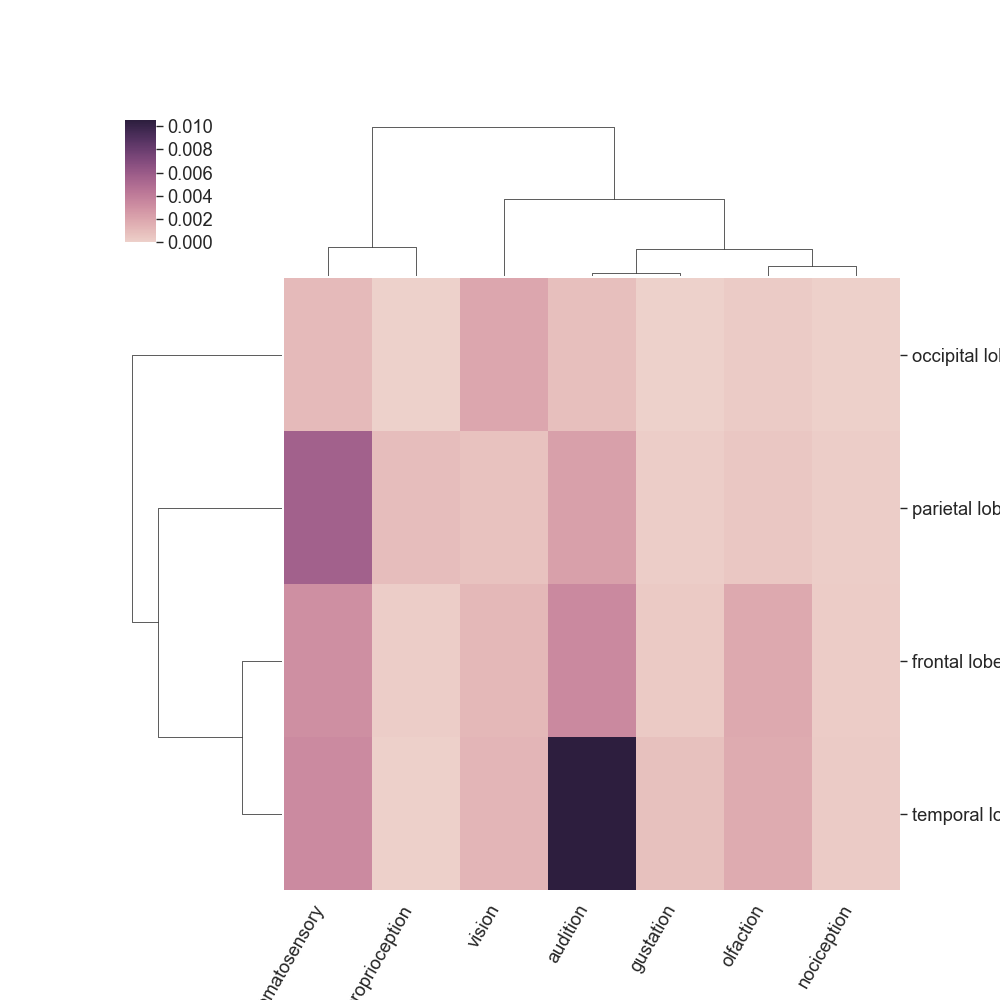 0.010
0.008
0.006
0.004
0.002
0.000
occipital lo
parietal lob
frontal lobe
temporal lo
matosensory
roprioception
vision
audition
gustation
olfaction
nociception